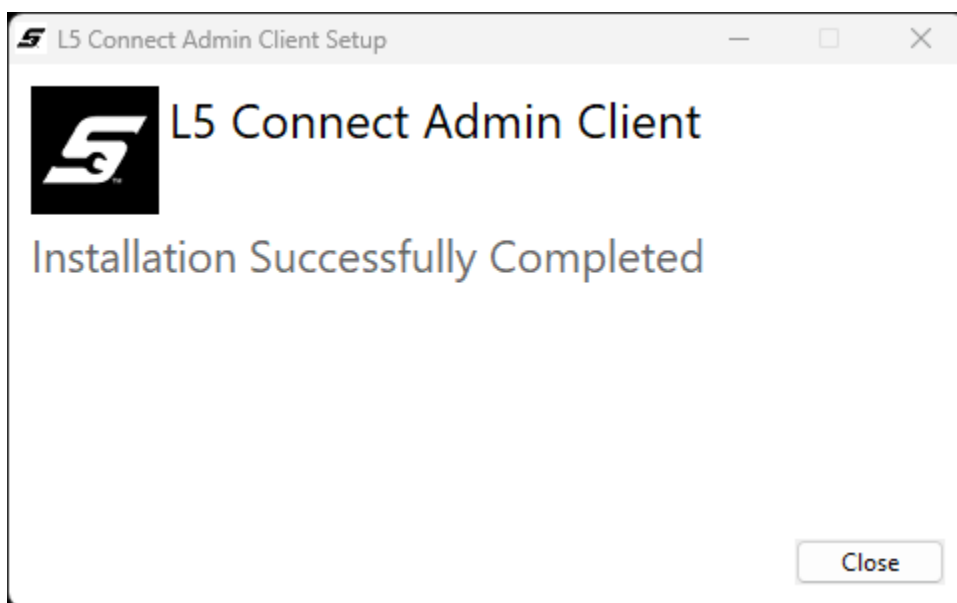 L5 Connect Admin Client Setup
L5 Connect Admin Client
Installation Successfully Completed
Close